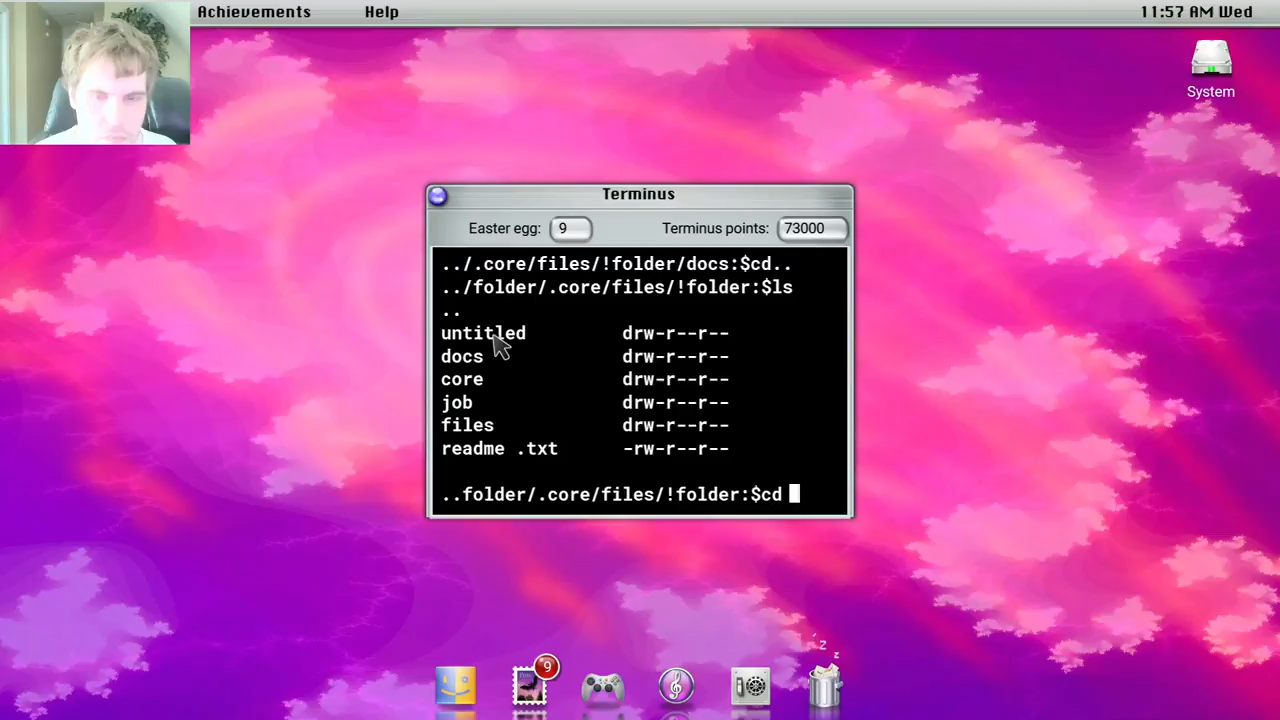 Achievements Help 11:57 AM Wed
System
Terminus
Easter egg: 9 Terminus points: 73000
../.core/files/!folder/docs:$cd..
../folder/.core/files/!folder:$ls
..
untitled drw-r--r--
docs drw-r--r--
core drw-r--r--
job drw-r--r--
files drw-r--r--
readme .txt -rw-r--r--
..folder/.core/files/!folder:$cd
z
z
9